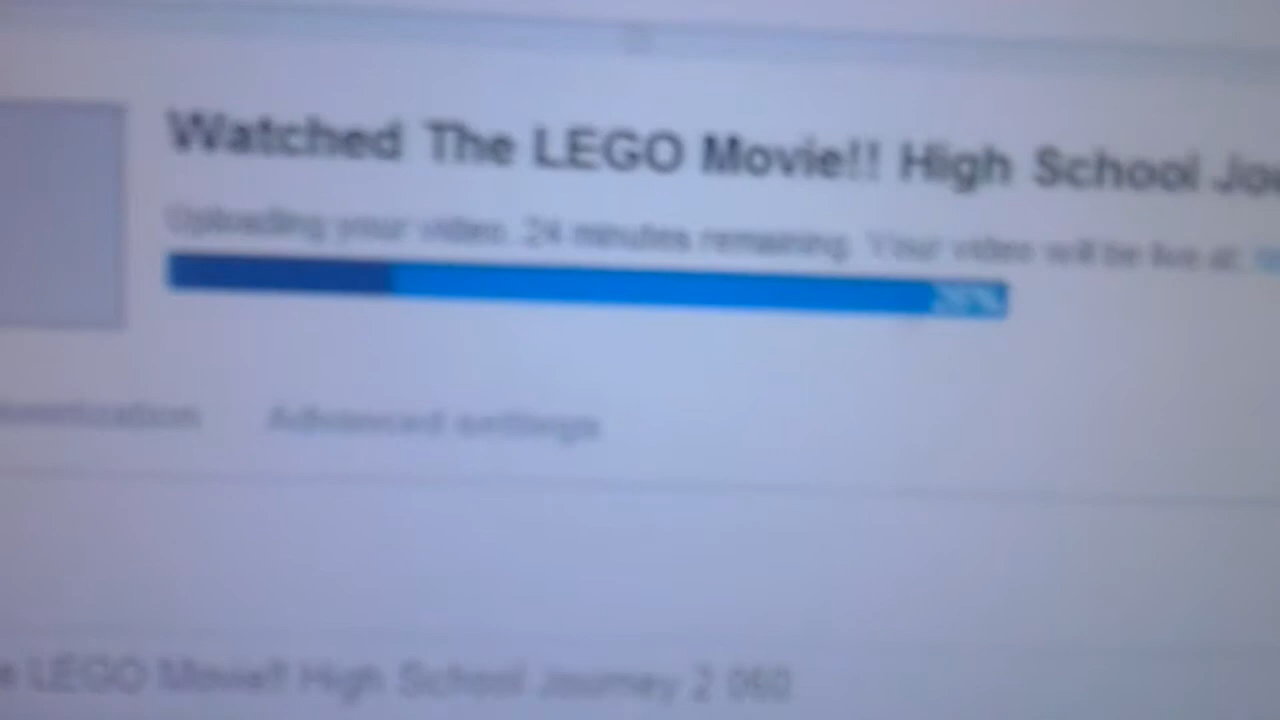 Watched The LEGO Movie!! High School Jou
Uploading your video. 24 minutes remaining. Your video will be live at:
Advanced settings
e LEGO Movie!! High School Journey 2 060